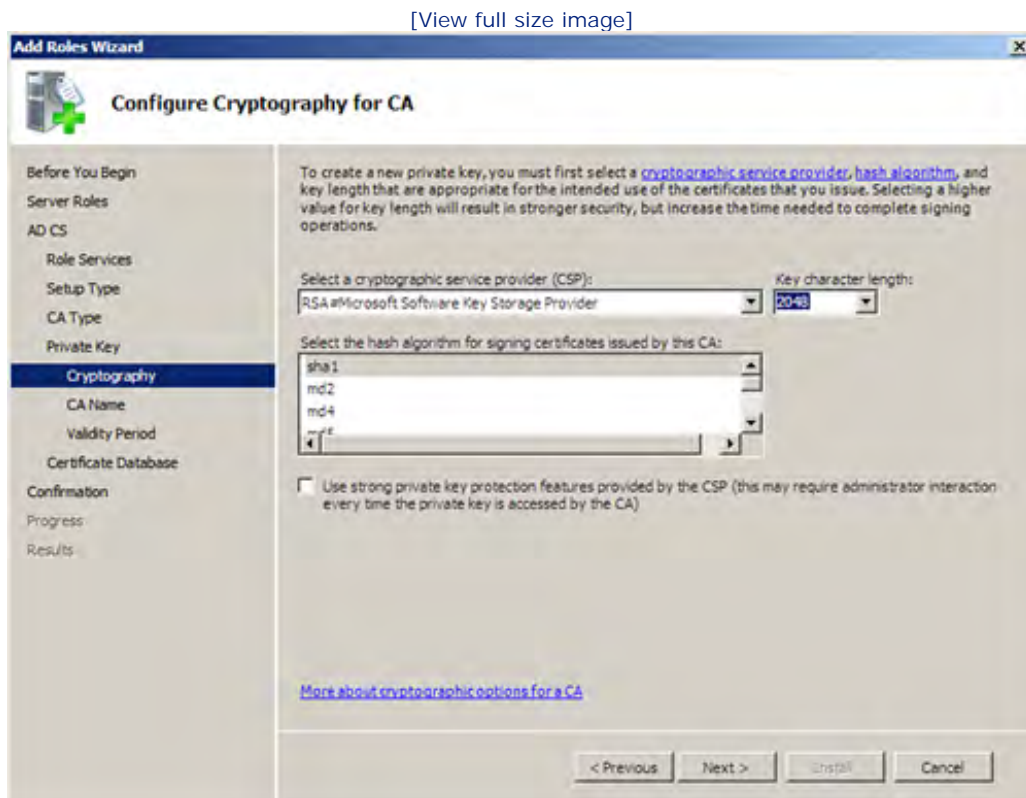 [View full size image]
Add Roles Wizard
Configure Cryptography for CA
Before You Begin
Server Roles
AD CS
Role Services
Setup Type
CA Type
Private Key
Cryptography
CA Name
Validity Period
Certificate Database
Confirmation
Progress
Results
To create a new private key, you must first select a cryptographic service provider, hash algorithm, and
key length that are appropriate for the intended use of the certificates that you issue. Selecting a higher
value for key length will result in stronger security, but increase the time needed to complete signing
operations.
Select a cryptographic service provider (CSP):
Key character length:
RSA#Microsoft Software Key Storage Provider
2048
Select the hash algorithm for signing certificates issued by this CA:
sha1
md2
md4
Use strong private key protection features provided by the CSP (this may require administrator interaction
every time the private key is accessed by the CA)
More about cryptographic options for a CA
< Previous
Next >
Install
Cancel